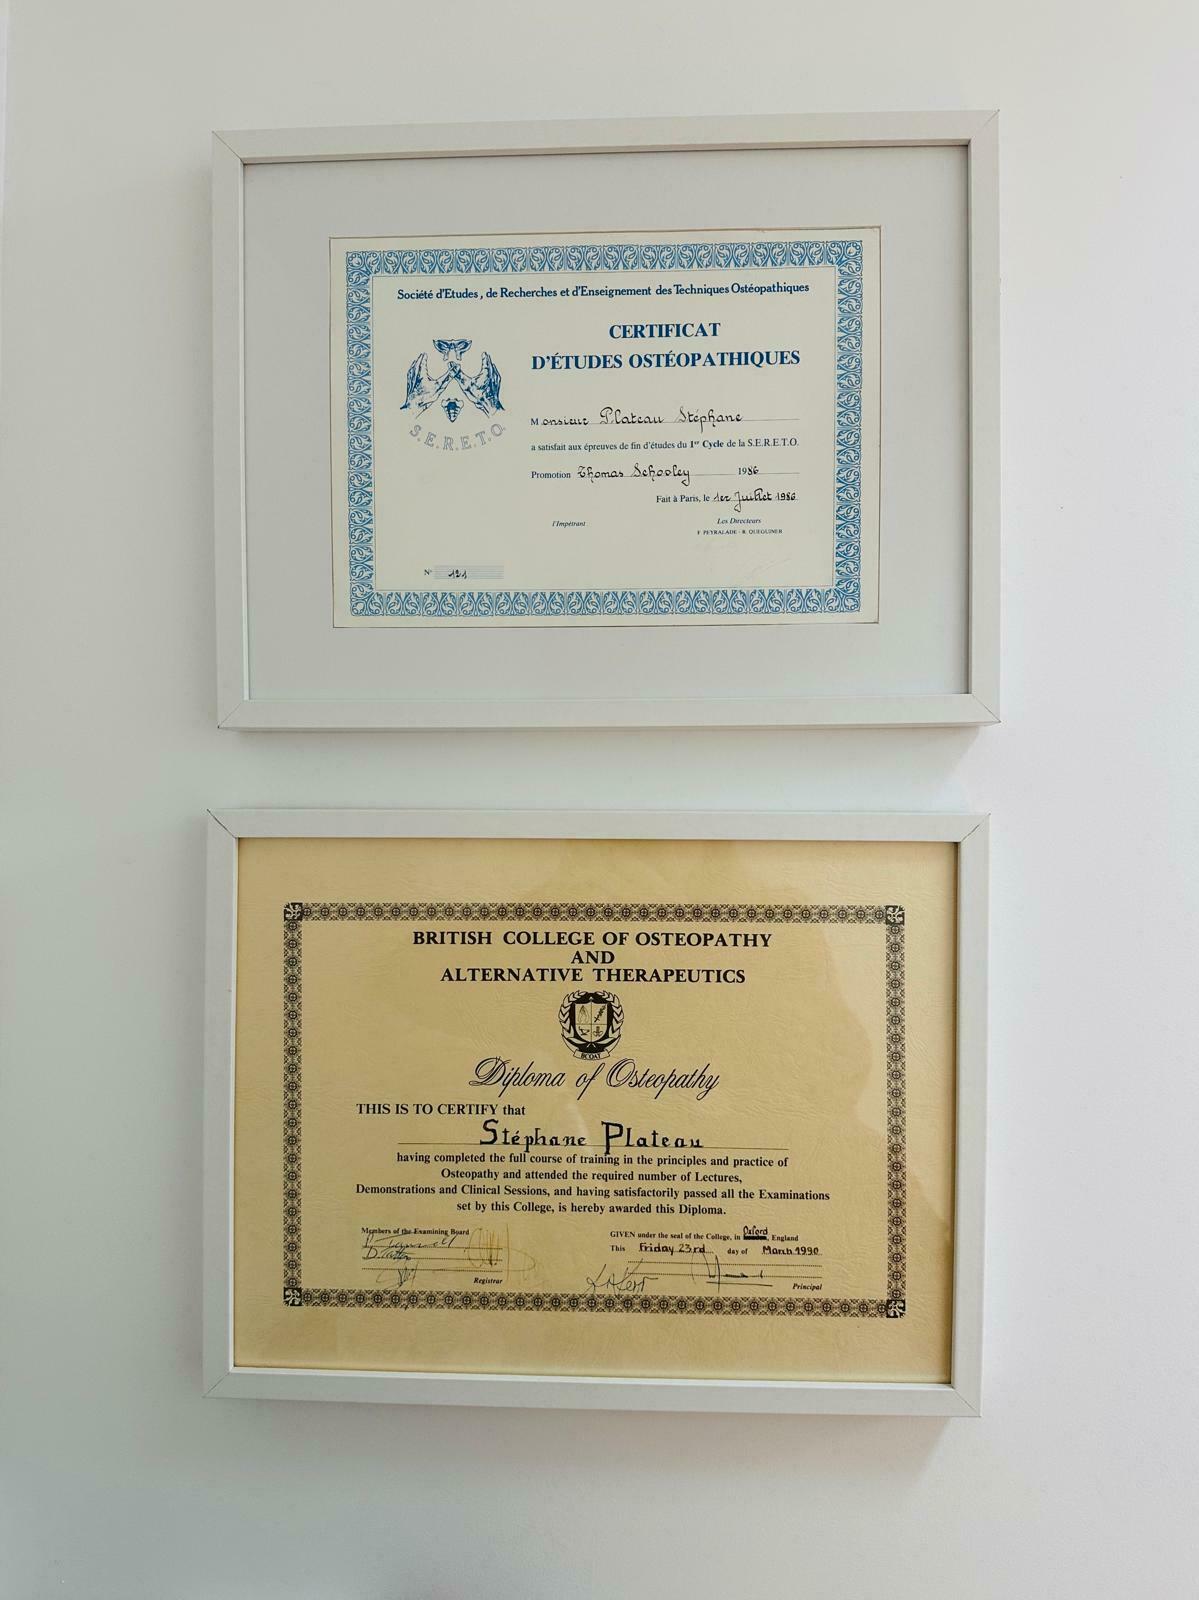 Société d'Etudes, de Recherches et d'Enseignement des Techniques Ostéopathiques
CERTIFICAT
D'ÉTUDES OSTÉOPATHIQUES
S.E.R.E.T.O.
Monsieur Plateau Stéphane
a satisfait aux épreuves de fin d'études du 1er Cycle de la S.E.R.E.T.O.
Promotion Thomas Schooley 1986
Fait à Paris, le 1er Juillet 1986
l'Impétrant
Les Directeurs
F PEYRALADE - R. QUEGUINER
N° 121
BRITISH COLLEGE OF OSTEOPATHY
AND
ALTERNATIVE THERAPEUTICS
BCOAT
Diploma of Osteopathy
THIS IS TO CERTIFY that
Stéphane Plateau
having completed the full course of training in the principles and practice of
Osteopathy and attended the required number of Lectures,
Demonstrations and Clinical Sessions, and having satisfactorily passed all the Examinations
set by this College, is hereby awarded this Diploma.
Members of the Examining Board
Registrar
GIVEN under the seal of the College, in Oxford, England
This Friday 23rd day of March 1990
Principal